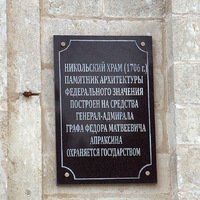 НИКОЛЬСКИЙ ХРАМ (1706 г.)
ПАМЯТНИК АРХИТЕКТУРЫ
ФЕДЕРАЛЬНОГО ЗНАЧЕНИЯ
ПОСТРОЕН НА СРЕДСТВА
ГЕНЕРАЛ-АДМИРАЛА
ГРАФА ФЕДОРА МАТВЕЕВИЧА
АПРАКСИНА
ОХРАНЯЕТСЯ ГОСУДАРСТВОМ